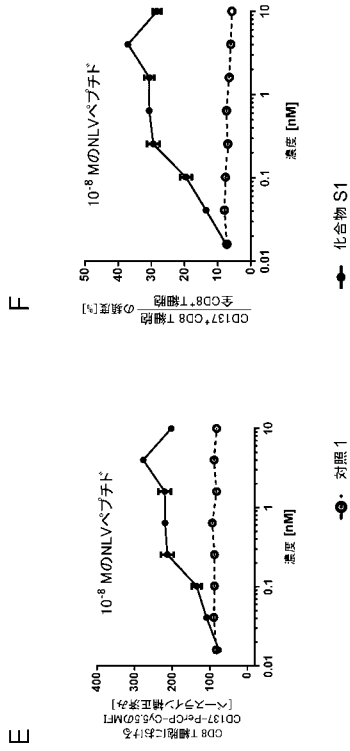 E
10-8 MのNLVペプチド
CD8 T細胞における
CD137-PerCP-Cy5.5のMFI
[ベースライン補正済み]
400
300
200
100
0
0.01
0.1
1
10
濃度 [nM]
対照 1
F
10-8 MのNLVペプチド
CD137+CD8 T細胞
全CD8+T細胞
の頻度[%]
50
40
30
20
10
0
0.01
0.1
1
10
濃度 [nM]
化合物 S1